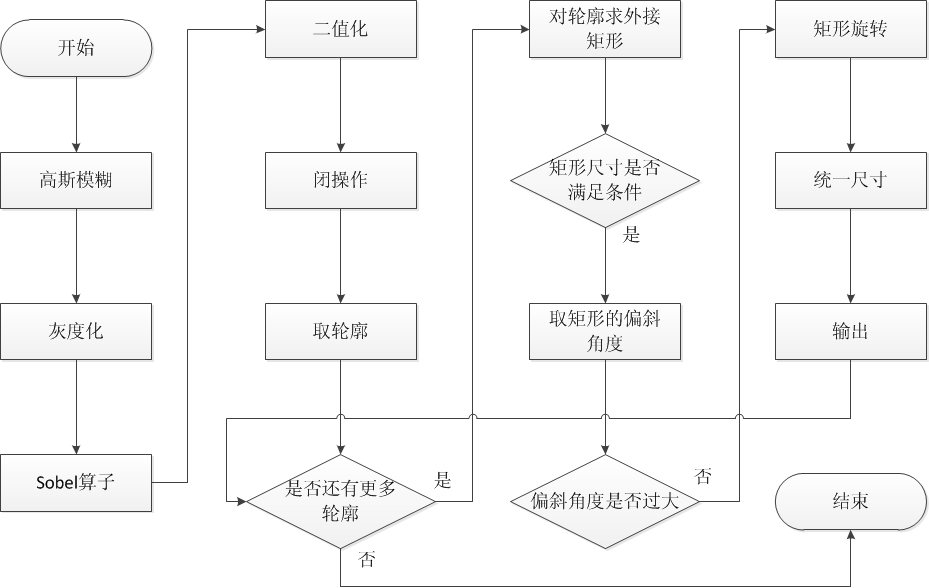 开始
高斯模糊
灰度化
Sobel算子
二值化
闭操作
取轮廓
是否还有更多
轮廓
是
否
对轮廓求外接
矩形
矩形尺寸是否
满足条件
是
取矩形的偏斜
角度
偏斜角度是否过大
否
矩形旋转
统一尺寸
输出
结束